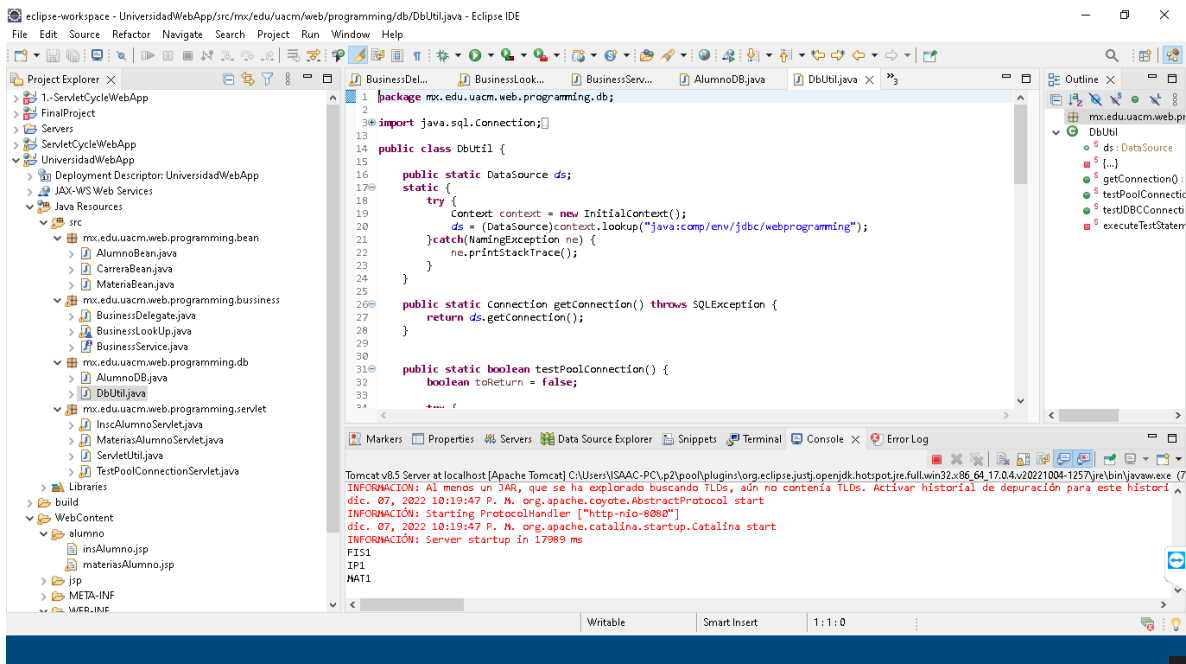 eclipse-workspace - UniversidadWebApp/src/mx/edu/uacm/web/programming/db/DbUtil.java - Eclipse IDE
File Edit Source Refactor Navigate Search Project Run Window Help
Project Explorer
1.-ServletCycleWebApp
FinalProject
Servers
ServletCycleWebApp
UniversidadWebApp
Deployment Descriptor: UniversidadWebApp
JAX-WS Web Services
Java Resources
src
mx.edu.uacm.web.programming.bean
AlumnoBean.java
CarreraBean.java
MateriaBean.java
mx.edu.uacm.web.programming.bussiness
BusinessDelegate.java
BusinessLookUp.java
BusinessService.java
mx.edu.uacm.web.programming.db
AlumnoDB.java
DbUtil.java
mx.edu.uacm.web.programming.servlet
InscAlumnoServlet.java
MateriasAlumnoServlet.java
ServletUtil.java
TestPoolConnectionServlet.java
Libraries
build
WebContent
alumno
insAlumno.jsp
materiasAlumno.jsp
jsp
META-INF
WEB-INF
BusinessDel... BusinessLook... BusinessServ... AlumnoDB.java DbUtil.java »3
1 package mx.edu.uacm.web.programming.db;
2
3 import java.sql.Connection;
13
14 public class DbUtil {
15
16 public static DataSource ds;
17 static {
18 try {
19 Context context = new InitialContext();
20 ds = (DataSource)context.lookup("java:comp/env/jdbc/webprogramming");
21 }catch(NamingException ne) {
22 ne.printStackTrace();
23 }
24 }
25
26 public static Connection getConnection() throws SQLException {
27 return ds.getConnection();
28 }
29
30
31 public static boolean testPoolConnection() {
32 boolean toReturn = false;
33
34 try {
Outline
mx.edu.uacm.web.pr
DbUtil
S ds : DataSource
S {...}
S getConnection() :
S testPoolConnectic
S testJDBCConnecti
S executeTestStatem
Markers Properties Servers Data Source Explorer Snippets Terminal Console Error Log
Tomcat v8.5 Server at localhost [Apache Tomcat] C:\Users\ISAAC-PC\.p2\pool\plugins\org.eclipse.justj.openjdk.hotspot.jre.full.win32.x86_64_17.0.4.v20221004-1257\jre\bin\javaw.exe (7
INFORMACIÓN: Al menos un JAR, que se ha explorado buscando TLDs, aún no contenía TLDs. Activar historial de depuración para este histori
dic. 07, 2022 10:19:47 P. M. org.apache.coyote.AbstractProtocol start
INFORMACIÓN: Starting ProtocolHandler ["http-nio-8080"]
dic. 07, 2022 10:19:47 P. M. org.apache.catalina.startup.Catalina start
INFORMACIÓN: Server startup in 17989 ms
FIS1
IP1
MAT1
Writable Smart Insert 1 : 1 : 0